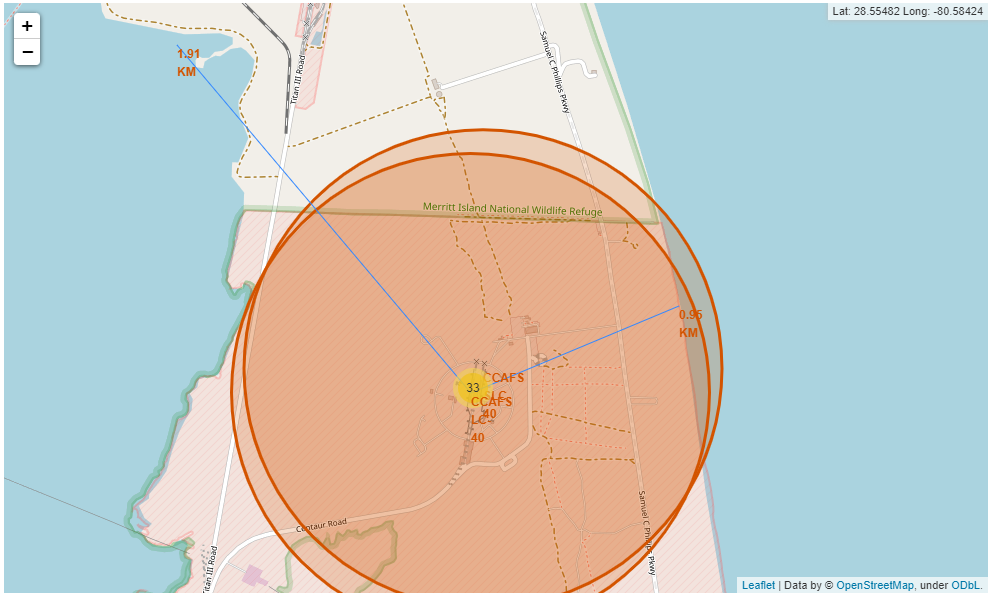 +
−
Lat: 28.55482 Long: -80.58424
1.91
KM
Titan III Road
Samuel C Phillips Pkwy
Merritt Island National Wildlife Refuge
0.95
KM
33
CCAFS
LC-
40
CCAFS
LC-
40
Centaur Road
Samuel C Phillips Pkwy
Titan III Road
Leaflet | Data by © OpenStreetMap, under ODbL.